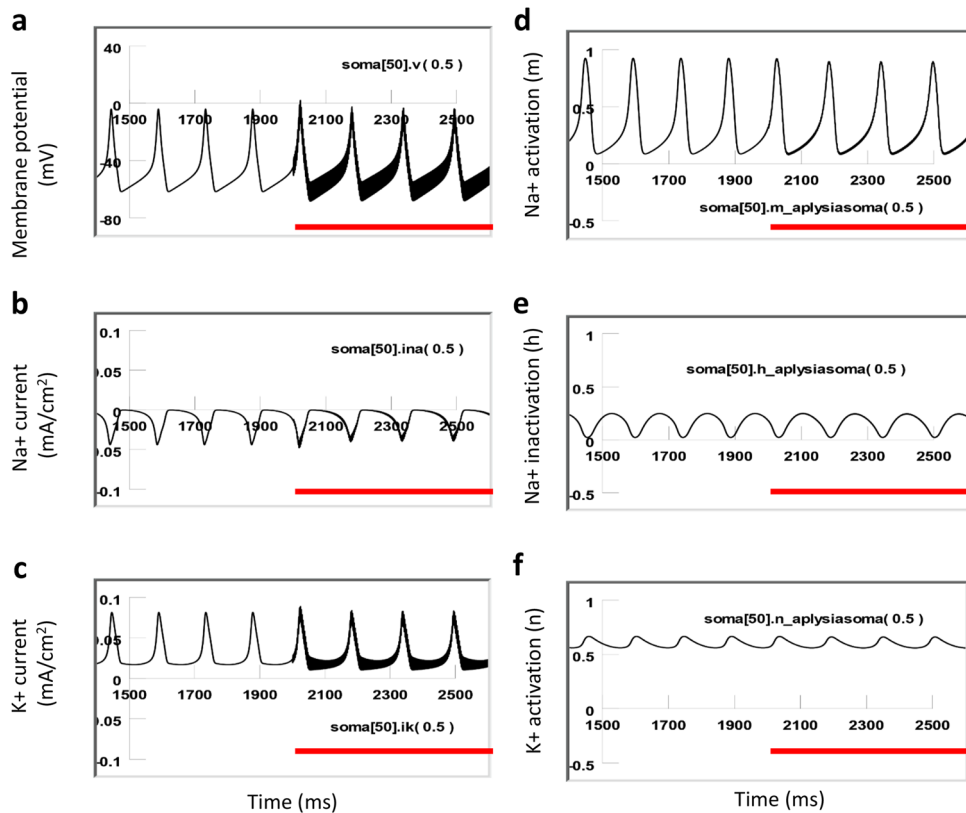 a
Membrane potential
(mV)
40
soma[50].v( 0.5 )
0
1500 1700 1900 2100 2300 2500
-40
-80
b
Na+ current
(mA/cm2)
0.1
soma[50].ina( 0.5 )
0.05
0
1500 1700 1900 2100 2300 2500
0.05
-0.1
c
K+ current
(mA/cm2)
0.1
0.05
0
1500 1700 1900 2100 2300 2500
0.05
soma[50].ik( 0.5 )
-0.1
Time (ms)
d
Na+ activation (m)
1
0.5
0
1500 1700 1900 2100 2300 2500
soma[50].m_aplysiasoma( 0.5 )
-0.5
e
Na+ inactivation (h)
1
soma[50].h_aplysiasoma( 0.5 )
0.5
0
1500 1700 1900 2100 2300 2500
-0.5
f
K+ activation (n)
1
soma[50].n_aplysiasoma( 0.5 )
0.5
0
1500 1700 1900 2100 2300 2500
-0.5
Time (ms)